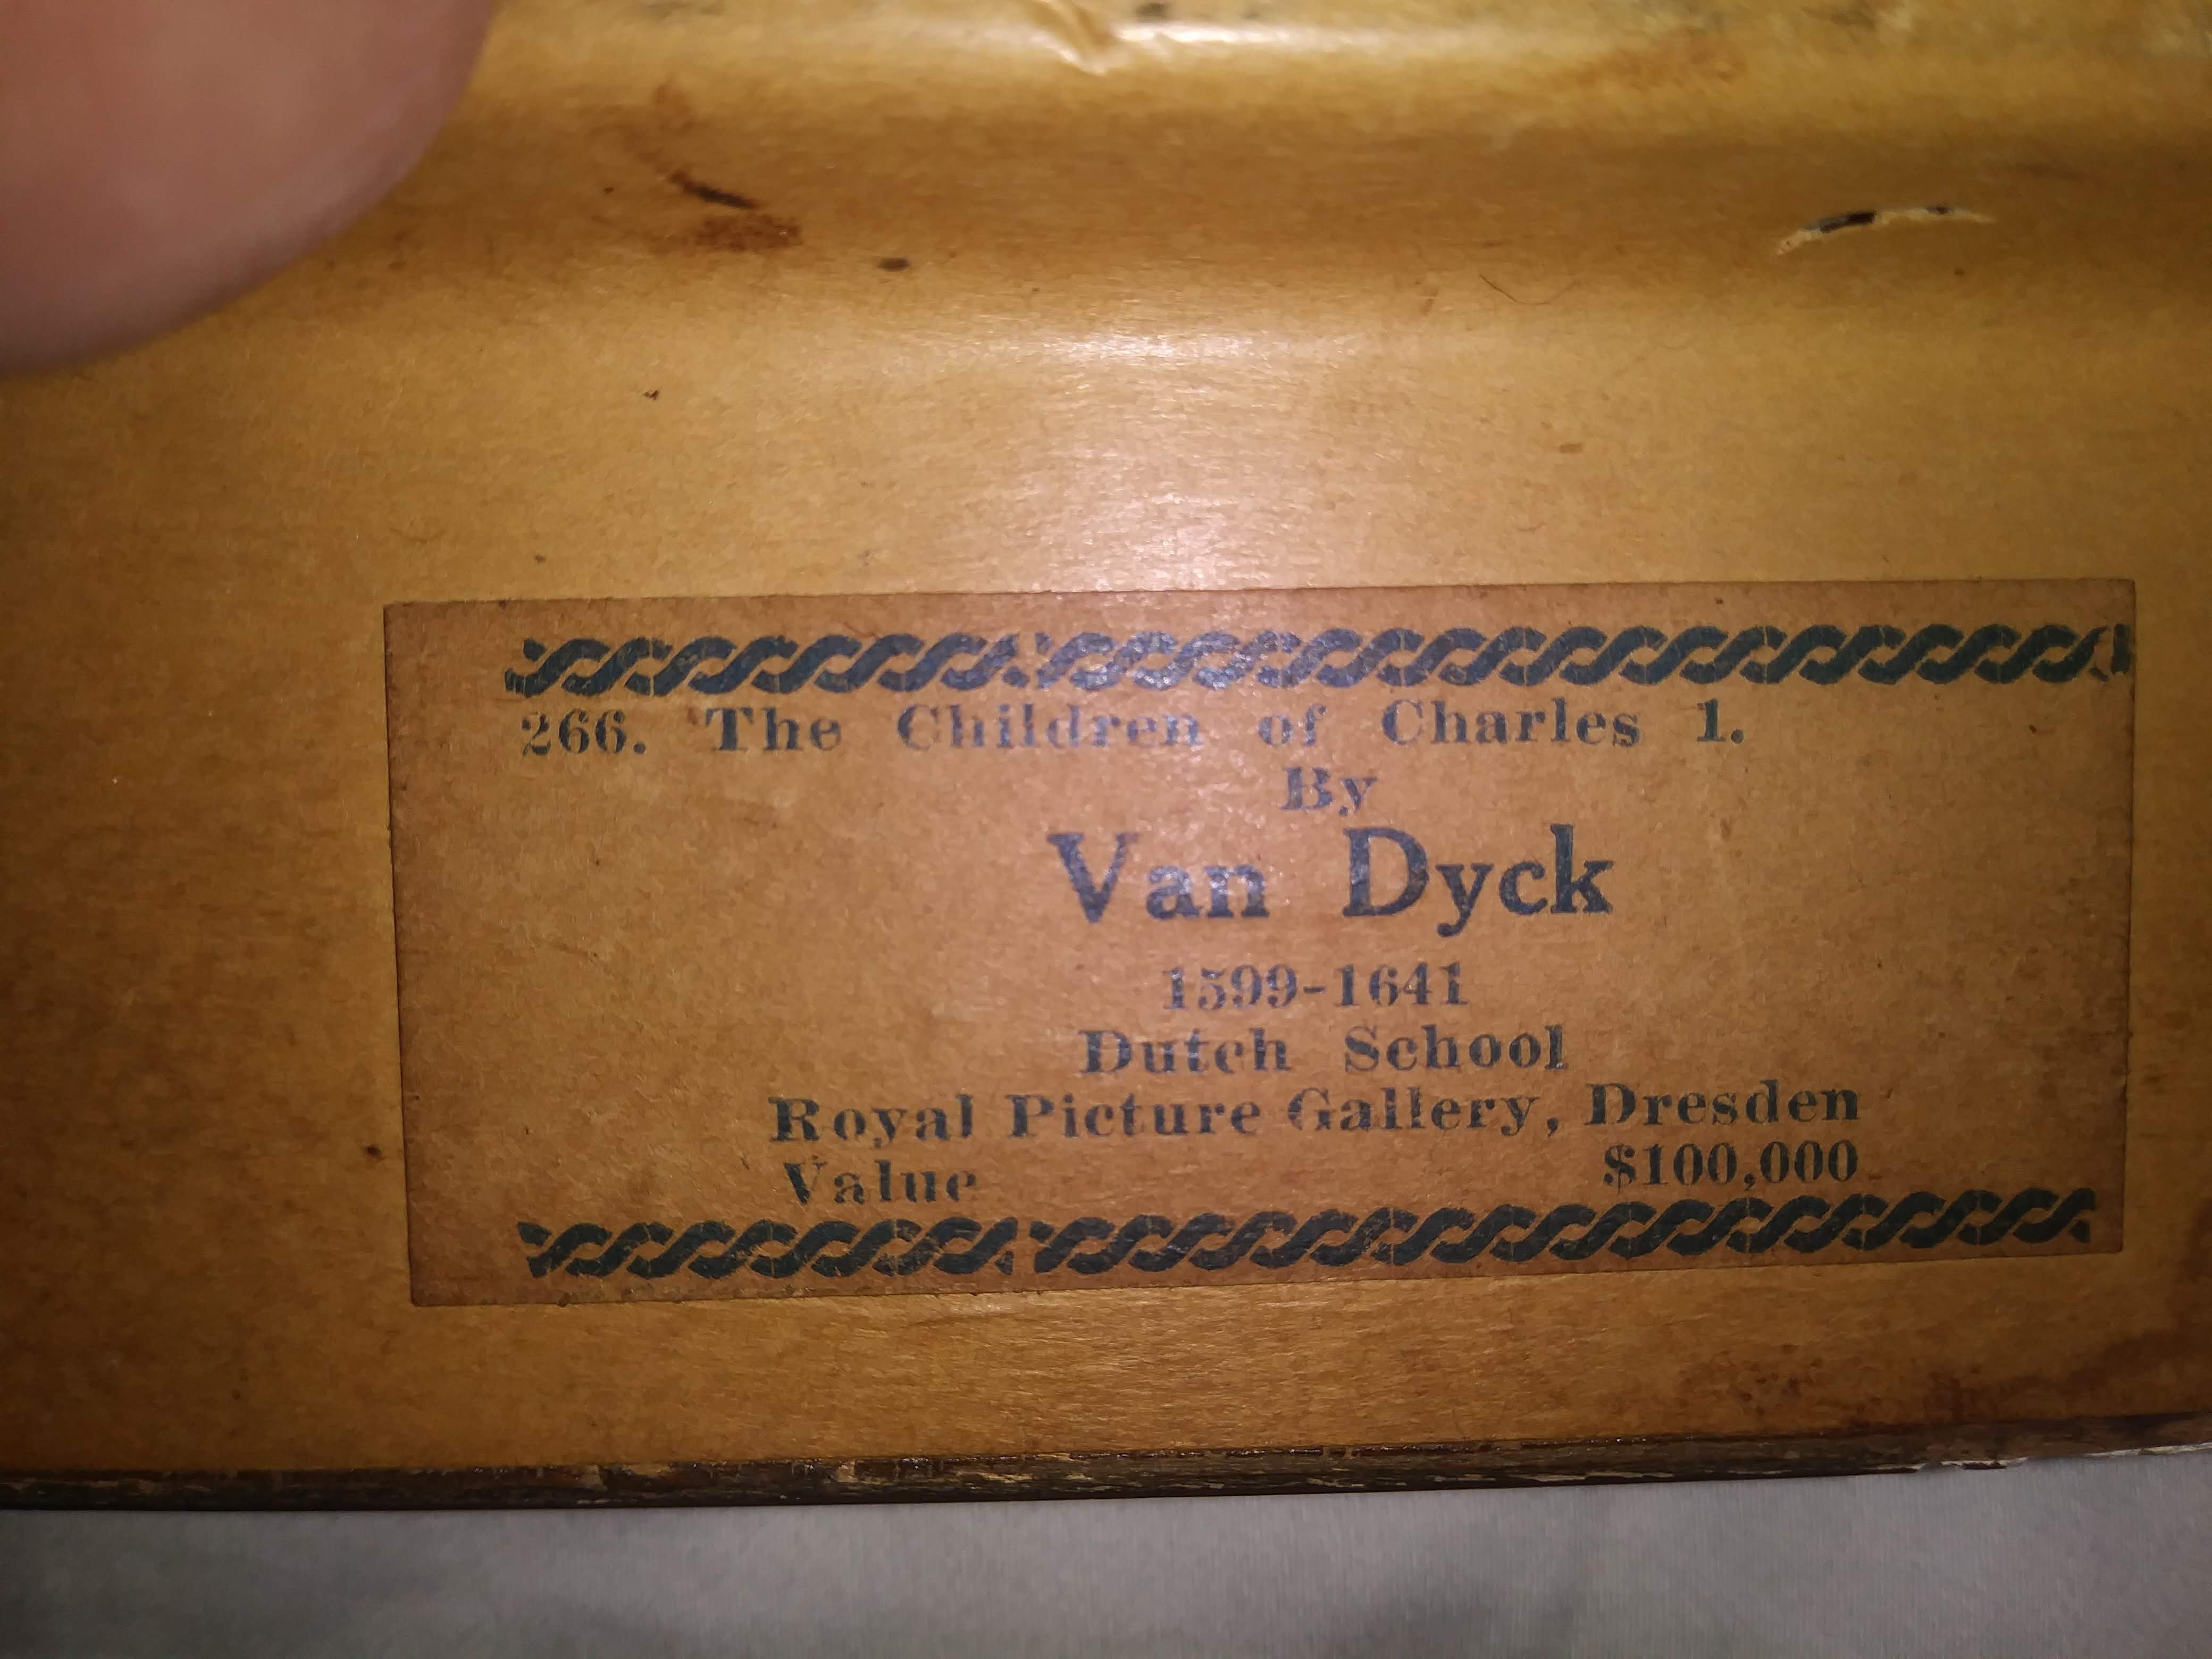 266. The Children of Charles 1.
By
Van Dyck
1599-1641
Dutch School
Royal Picture Gallery, Dresden
Value $100,000